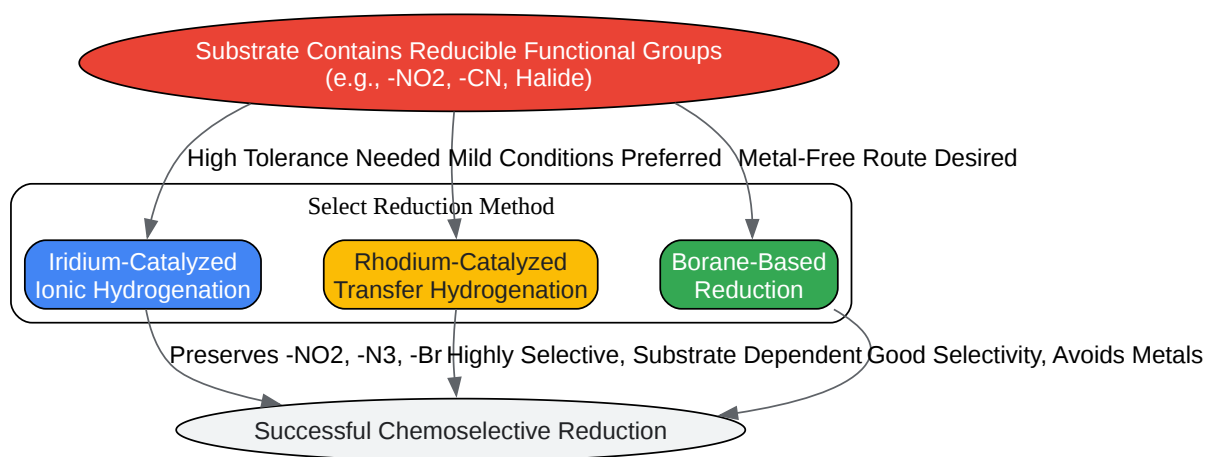 Substrate Contains Reducible Functional Groups
(e.g., -NO2, -CN, Halide)
High Tolerance Needed
Mild Conditions Preferred
Metal-Free Route Desired
Select Reduction Method
Iridium-Catalyzed
Ionic Hydrogenation
Rhodium-Catalyzed
Transfer Hydrogenation
Borane-Based
Reduction
Preserves -NO2, -N3, -Br
Highly Selective, Substrate Dependent
Good Selectivity, Avoids Metals
Successful Chemoselective Reduction